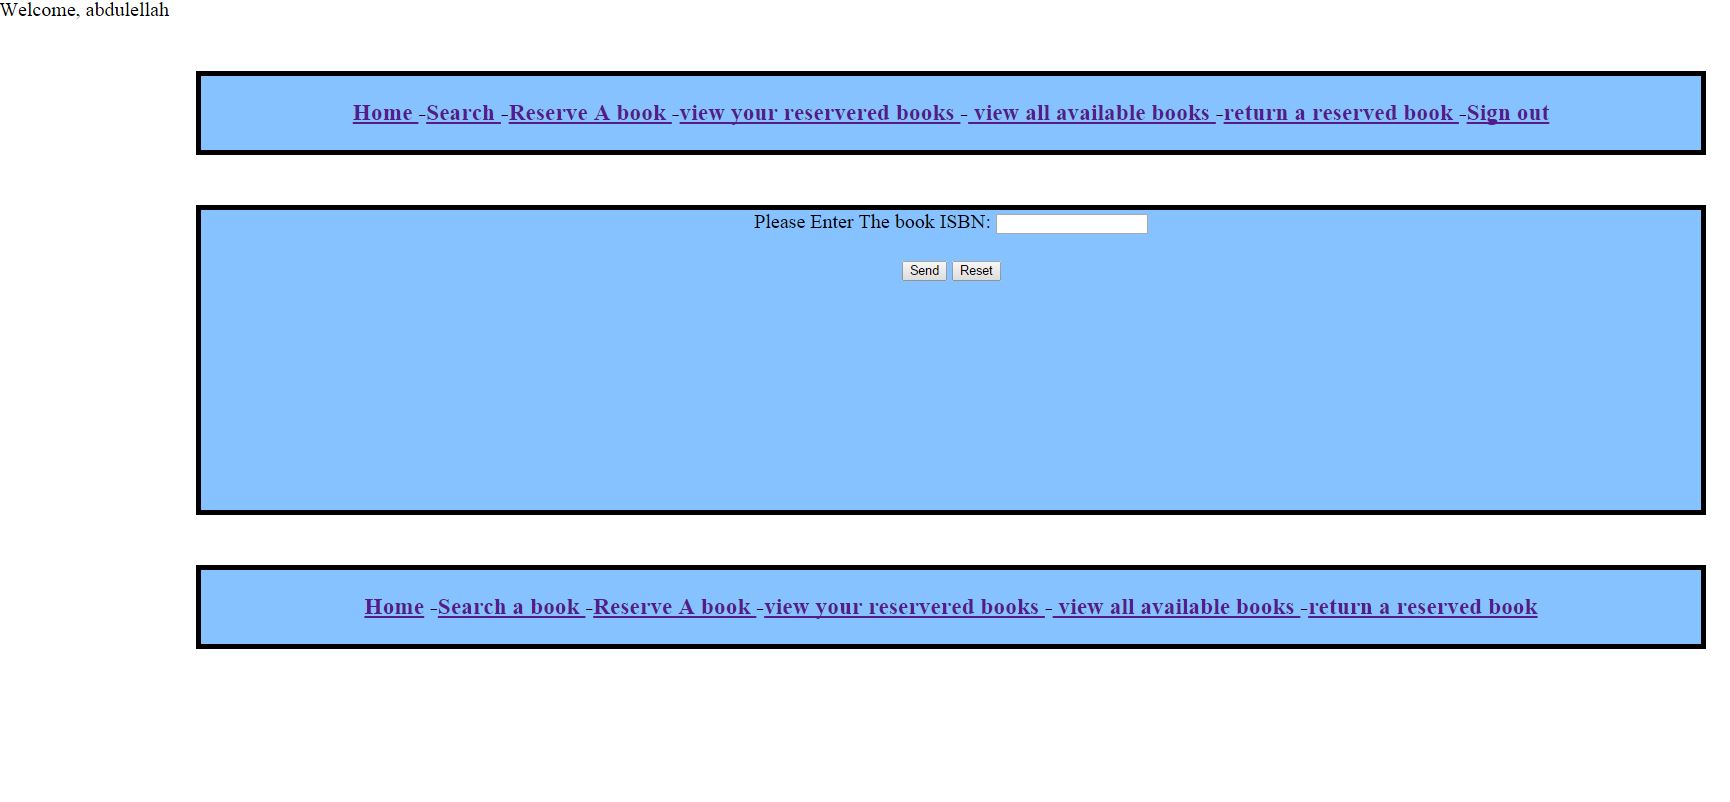 Welcome, abdulellah
Home -Search -Reserve A book -view your reservered books - view all available books -return a reserved book -Sign out
Please Enter The book ISBN:
Send Reset
Home -Search a book -Reserve A book -view your reservered books - view all available books -return a reserved book